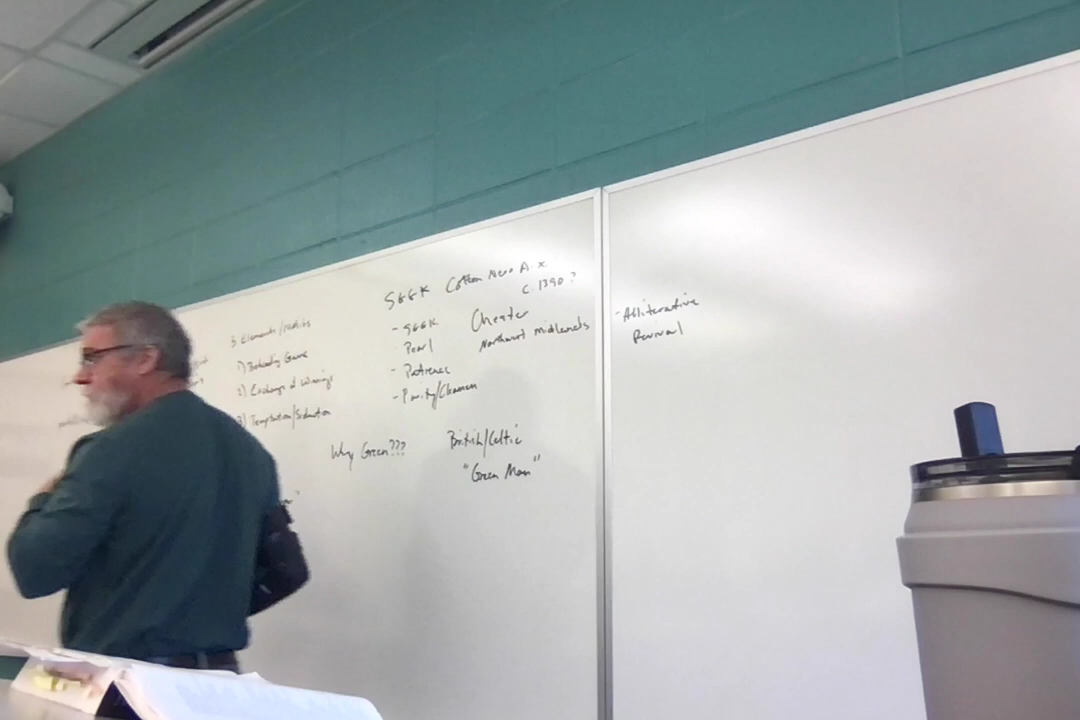 3 Elements/motifs
1) Beheading Game
2) Exchange of Winnings
3) Temptation/Seduction
SGGK Cotton Nero A. x
c. 1390?
- SGGK
- Pearl
- Patience
- Purity/Cleanness
Chester
Northwest midlands
Why Green???
British/Celtic
"Green Man"
- Alliterative
Revival